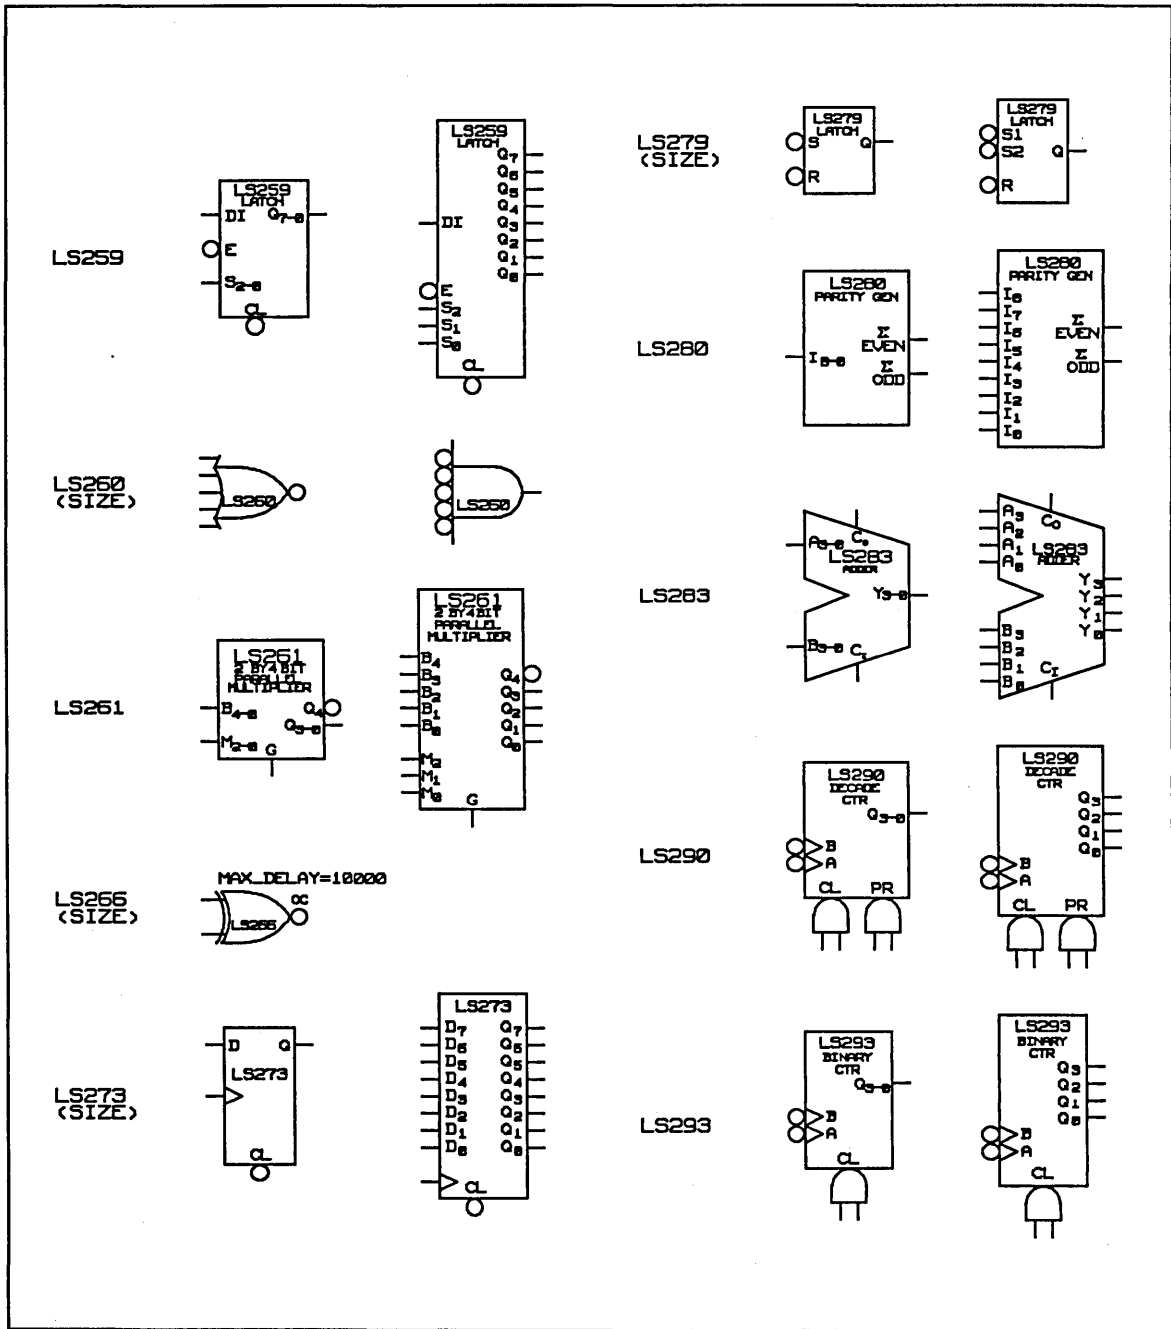 LS259
LS259
LATCH
DI
Q7-0
E
S2-0
CL
LS259
LATCH
Q7
Q6
Q5
Q4
DI
Q3
Q2
Q1
Q0
E
S2
S1
S0
CL
LS260
(SIZE)
LS260
LS260
LS261
LS261
2 BY 4 BIT
PARALLEL
MULTIPLIER
B4-0
Q4
Q3-0
M2-0
G
LS261
2 BY 4 BIT
PARALLEL
MULTIPLIER
B4
B3
Q4
B2
Q3
B1
Q2
B0
Q1
Q0
M2
M1
M0
G
LS266
(SIZE)
MAX_DELAY=10000
OC
LS266
LS273
(SIZE)
D
Q
LS273
CL
LS273
D7 Q7
D6 Q6
D5 Q5
D4 Q4
D3 Q3
D2 Q2
D1 Q1
D0 Q0
CL
LS279
(SIZE)
LS279
LATCH
S
Q
R
LS279
LATCH
S1
S2
Q
R
LS280
LS280
PARITY GEN
Σ
EVEN
I8-0
Σ
ODD
LS280
PARITY GEN
I8
I7
I6
I5
I4
I3
I2
I1
I0
Σ
EVEN
Σ
ODD
LS283
CO
A3-0
LS283
ADDER
Y3-0
B3-0
CI
A3
A2
A1
A0
CO
LS283
ADDER
Y3
Y2
Y1
Y0
B3
B2
B1
B0
CI
LS290
LS290
DECADE
CTR
Q3-0
B
A
CL PR
LS290
DECADE
CTR
Q3
Q2
Q1
Q0
B
A
CL PR
LS293
LS293
BINARY
CTR
Q3-0
B
A
CL
LS293
BINARY
CTR
Q3
Q2
Q1
Q0
B
A
CL